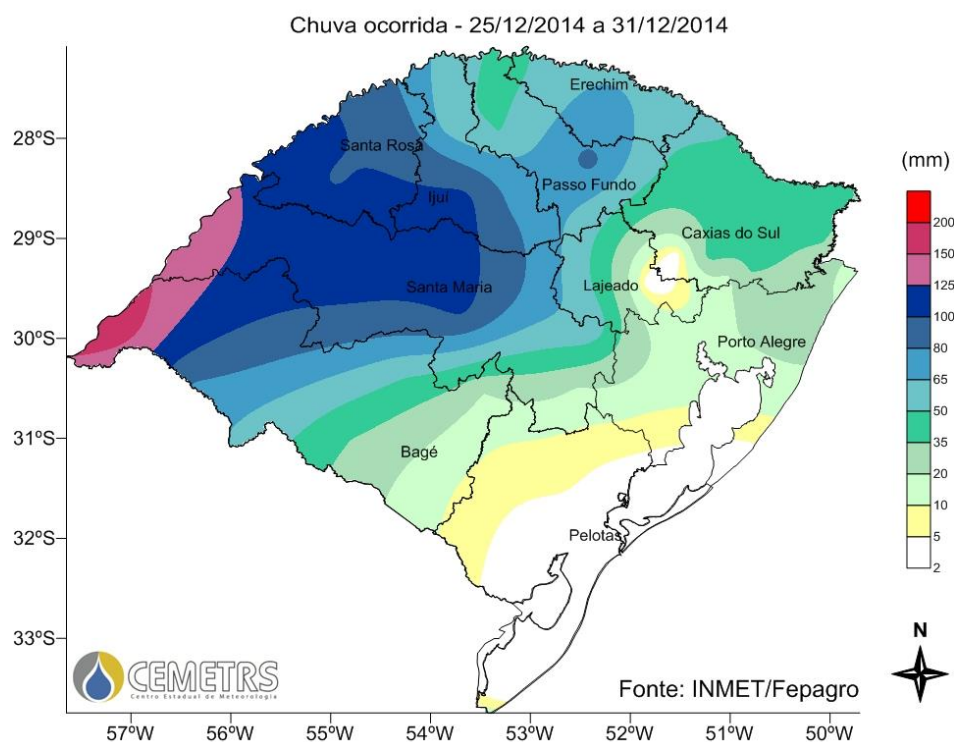 Chuva ocorrida - 25/12/2014 a 31/12/2014
28ºS
29ºS
30ºS
31ºS
32ºS
33ºS
Erechim
Santa Rosa
Passo Fundo
Ijuí
Caxias do Sul
Santa Maria
Lajeado
Porto Alegre
Bagé
Pelotas
(mm)
200
150
125
100
80
65
50
35
20
10
5
2
N
CEMETRS
Centro Estadual de Meteorologia
Fonte: INMET/Fepagro
57ºW
56ºW
55ºW
54ºW
53ºW
52ºW
51ºW
50ºW